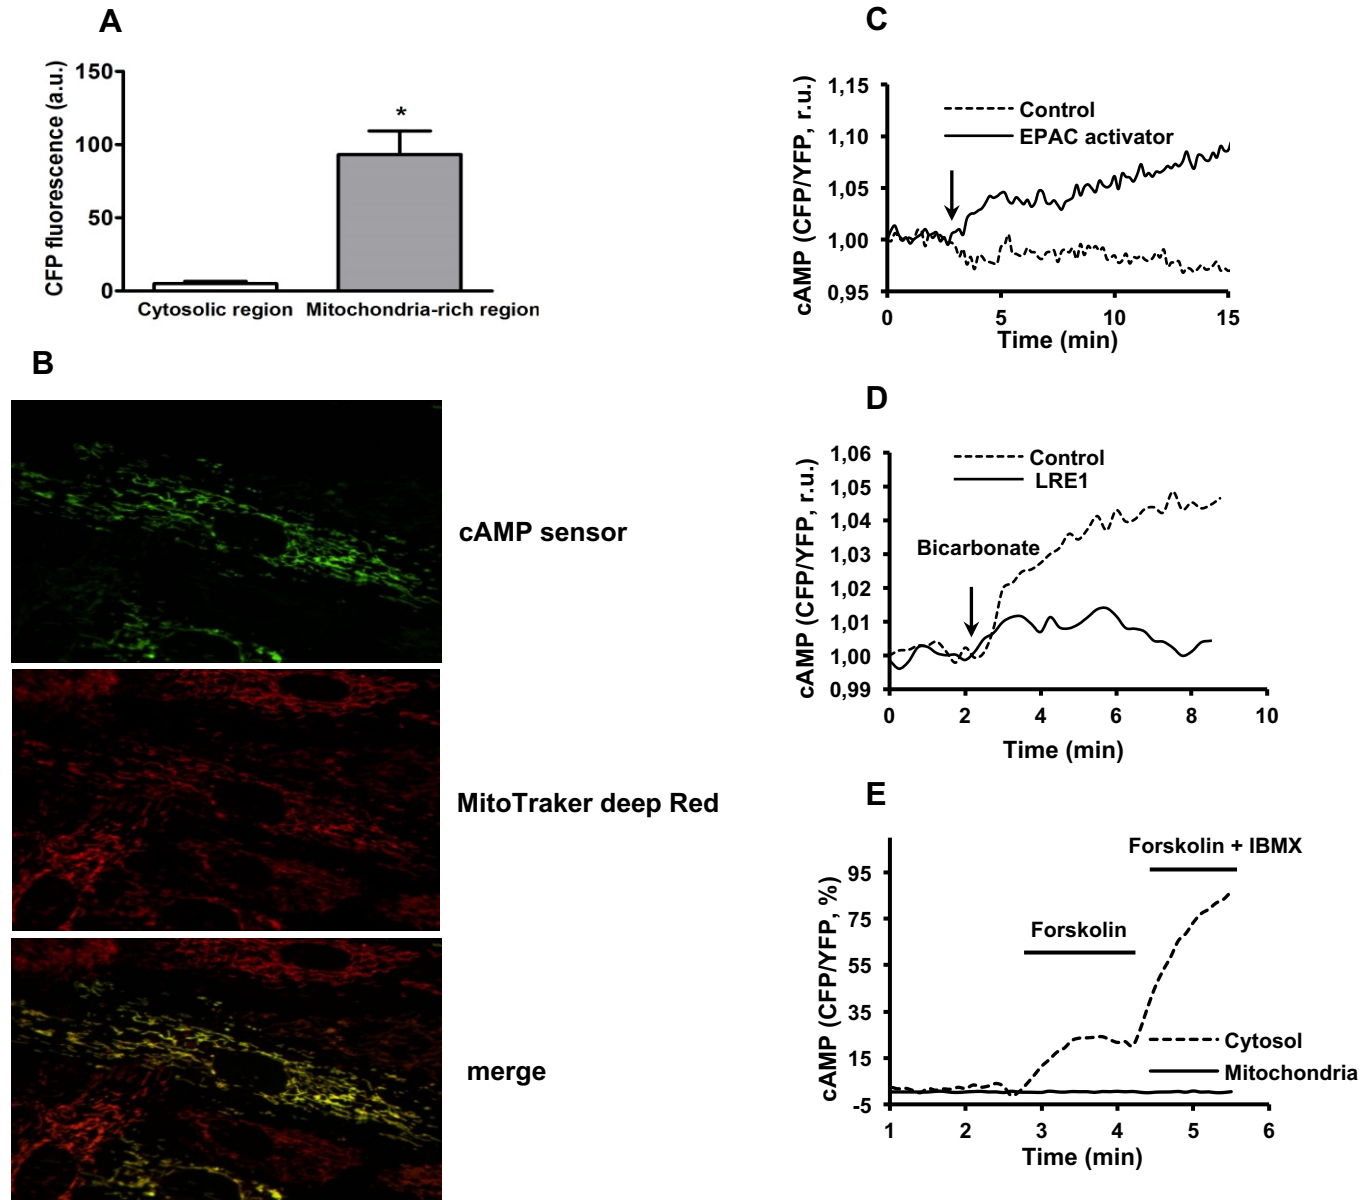 A
CFP fluorescence (a.u.)
150
100
50
0
*
Cytosolic region
Mitochondria-rich region
B
cAMP sensor
MitoTraker deep Red
merge
C
cAMP (CFP/YFP, r.u.)
1,15
1,10
1,05
1,00
0,95
Control
EPAC activator
0 5 10 15
Time (min)
D
cAMP (CFP/YFP, r.u.)
1,06
1,05
1,04
1,03
1,02
1,01
1,00
0,99
Control
LRE1
Bicarbonate
0 2 4 6 8 10
Time (min)
E
cAMP (CFP/YFP, %)
95
75
55
35
15
-5
Forskolin + IBMX
Forskolin
Cytosol
Mitochondria
1 2 3 4 5 6
Time (min)